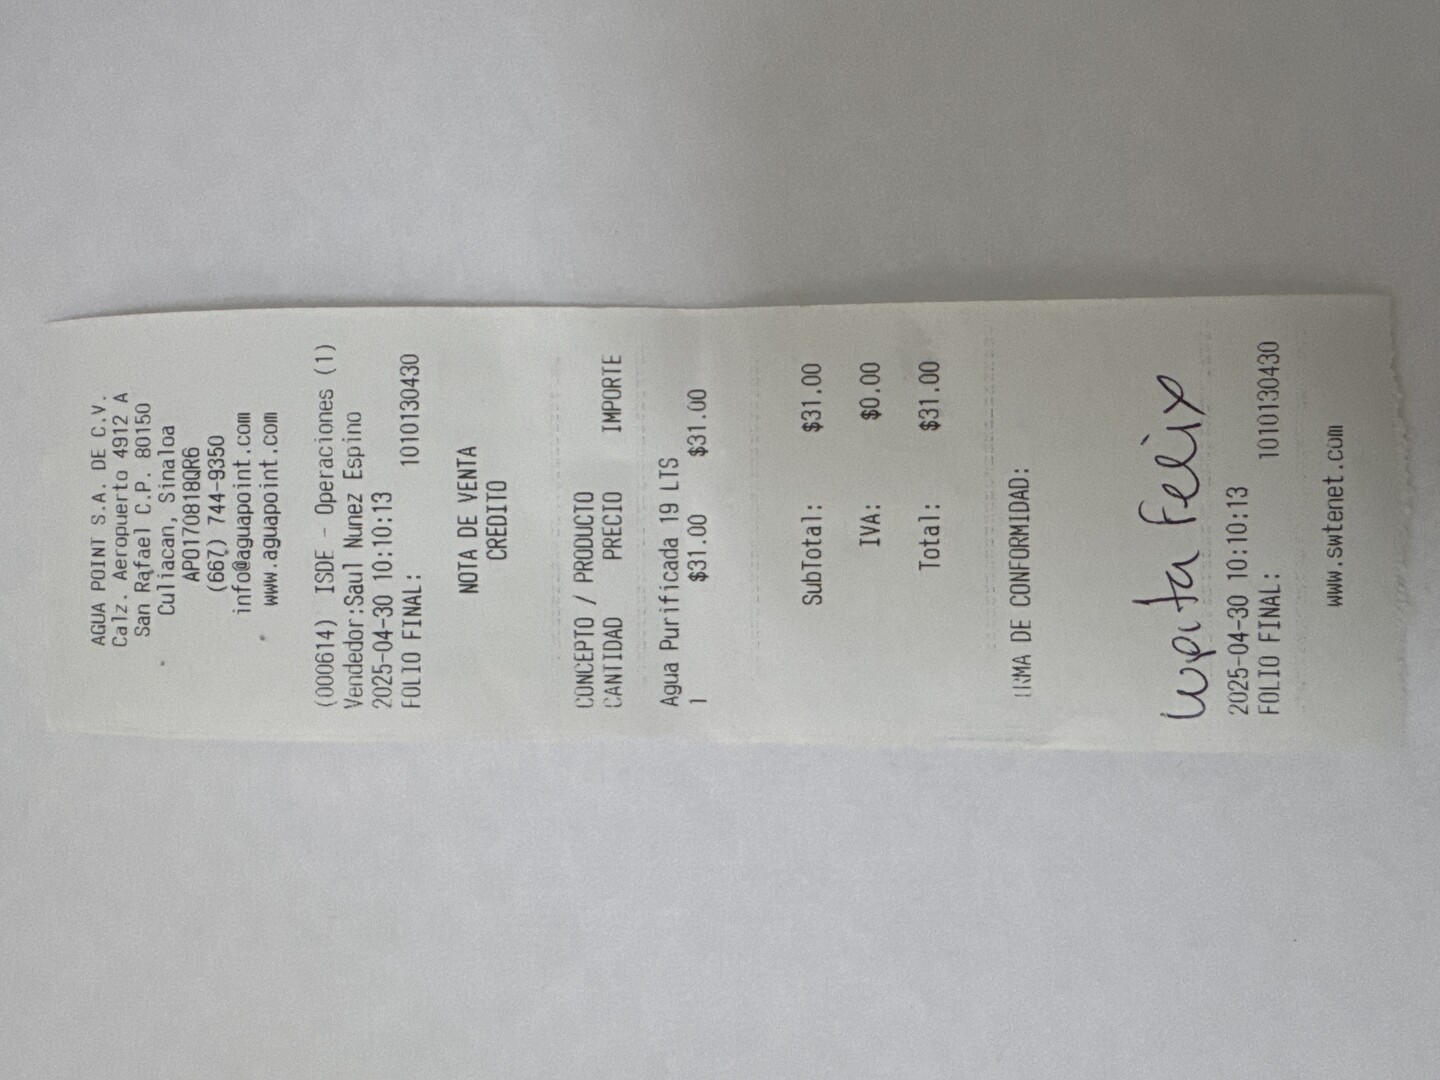 AGUA POINT S.A. DE C.V.
Calz. Aeropuerto 4912 A
San Rafael C.P. 80150
Culiacan, Sinaloa
APO170818QR6
(667) 744-9350
info@aguapoint.com
www.aguapoint.com
(000614) ISDE - Operaciones (1)
Vendedor:Saul Nunez Espino
2025-04-30 10:10:13
FOLIO FINAL: 1010130430
NOTA DE VENTA
CREDITO
CONCEPTO / PRODUCTO
CANTIDAD PRECIO IMPORTE
Agua Purificada 19 LTS
1 $31.00 $31.00
SubTotal: $31.00
IVA: $0.00
Total: $31.00
FIRMA DE CONFORMIDAD:
Lupita Felix
2025-04-30 10:10:13
FOLIO FINAL: 1010130430
www.swtenet.com